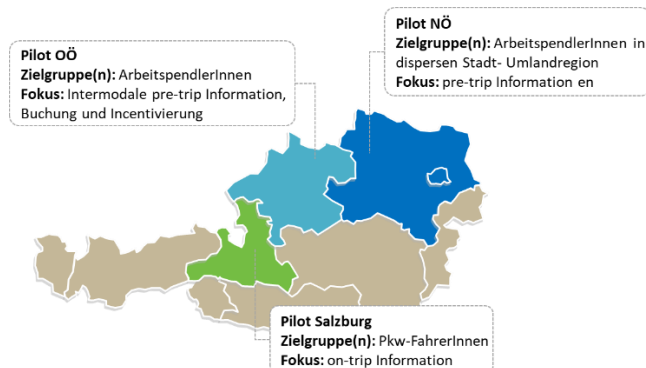 Pilot OÖ
Zielgruppe(n): ArbeitspendlerInnen
Fokus: Intermodale pre-trip Information,
Buchung und Incentivierung
Pilot NÖ
Zielgruppe(n): ArbeitspendlerInnen in
dispersen Stadt- Umlandregion
Fokus: pre-trip Information en
Pilot Salzburg
Zielgruppe(n): Pkw-FahrerInnen
Fokus: on-trip Information